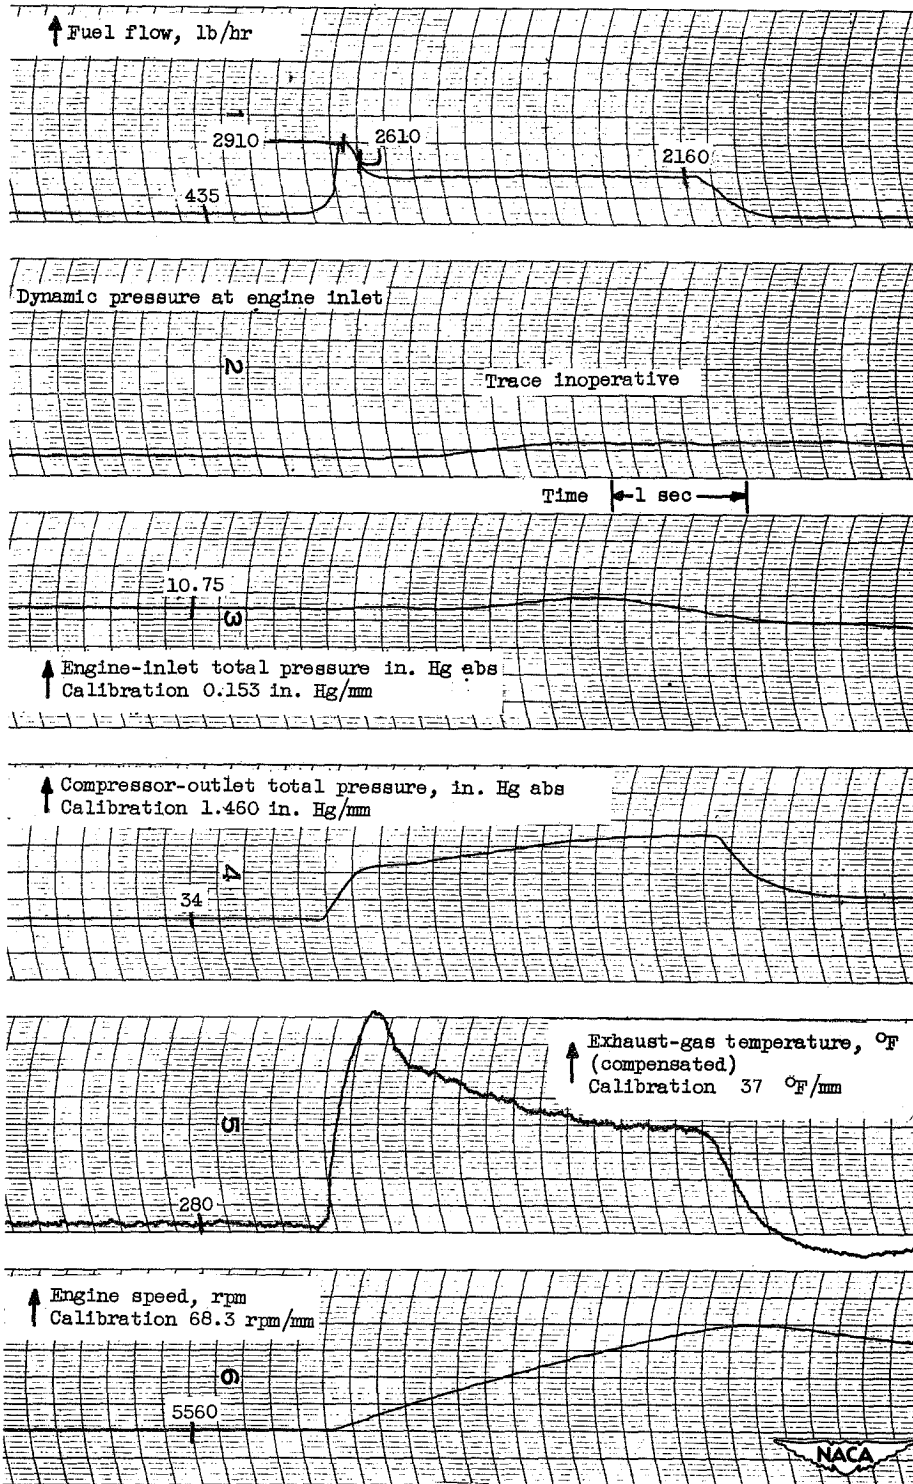 Fuel flow, lb/hr
1
2910
2610
2160
435
Dynamic pressure at engine inlet
2
Trace inoperative
Time 1 sec
10.75
3
Engine-inlet total pressure in. Hg abs
Calibration 0.153 in. Hg/mm
Compressor-outlet total pressure, in. Hg abs
Calibration 1.460 in. Hg/mm
4
34
Exhaust-gas temperature, °F
(compensated)
Calibration 37 °F/mm
5
280
Engine speed, rpm
Calibration 68.3 rpm/mm
6
5560
NACA